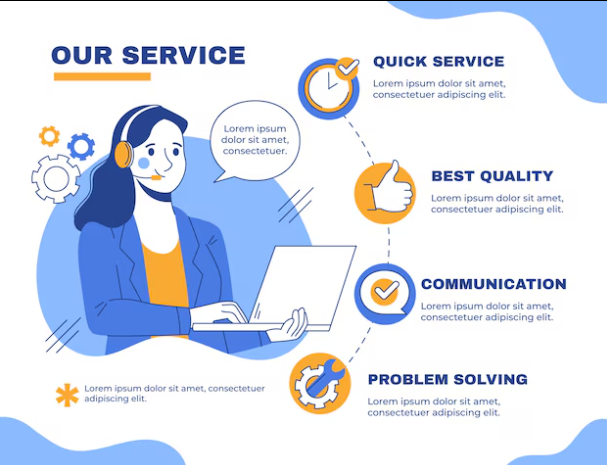 OUR SERVICE
Lorem ipsum
dolor sit amet,
consectetuer.
QUICK SERVICE
Lorem ipsum dolor sit amet,
consectetuer adipiscing elit.
BEST QUALITY
Lorem ipsum dolor sit amet,
consectetuer adipiscing elit.
COMMUNICATION
Lorem ipsum dolor sit amet,
consectetuer adipiscing elit.
PROBLEM SOLVING
Lorem ipsum dolor sit amet,
consectetuer adipiscing elit.
Lorem ipsum dolor sit amet, consectetuer
adipiscing elit.